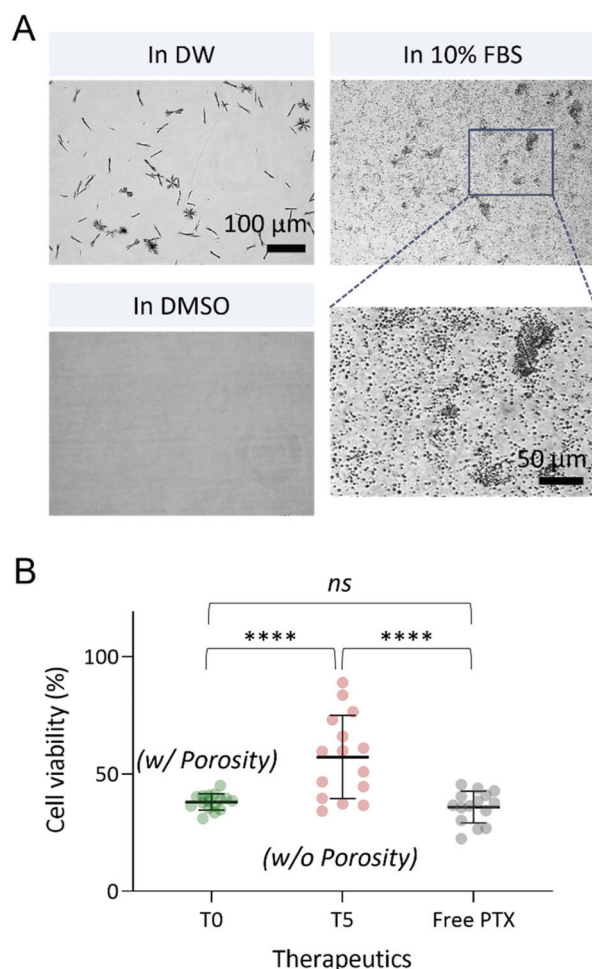 A
In DW
In 10% FBS
100 µm
In DMSO
50 µm
B
ns
**** ****
100
(w/ Porosity)
50
(w/o Porosity)
0
Cell viability (%)
T0 T5 Free PTX
Therapeutics